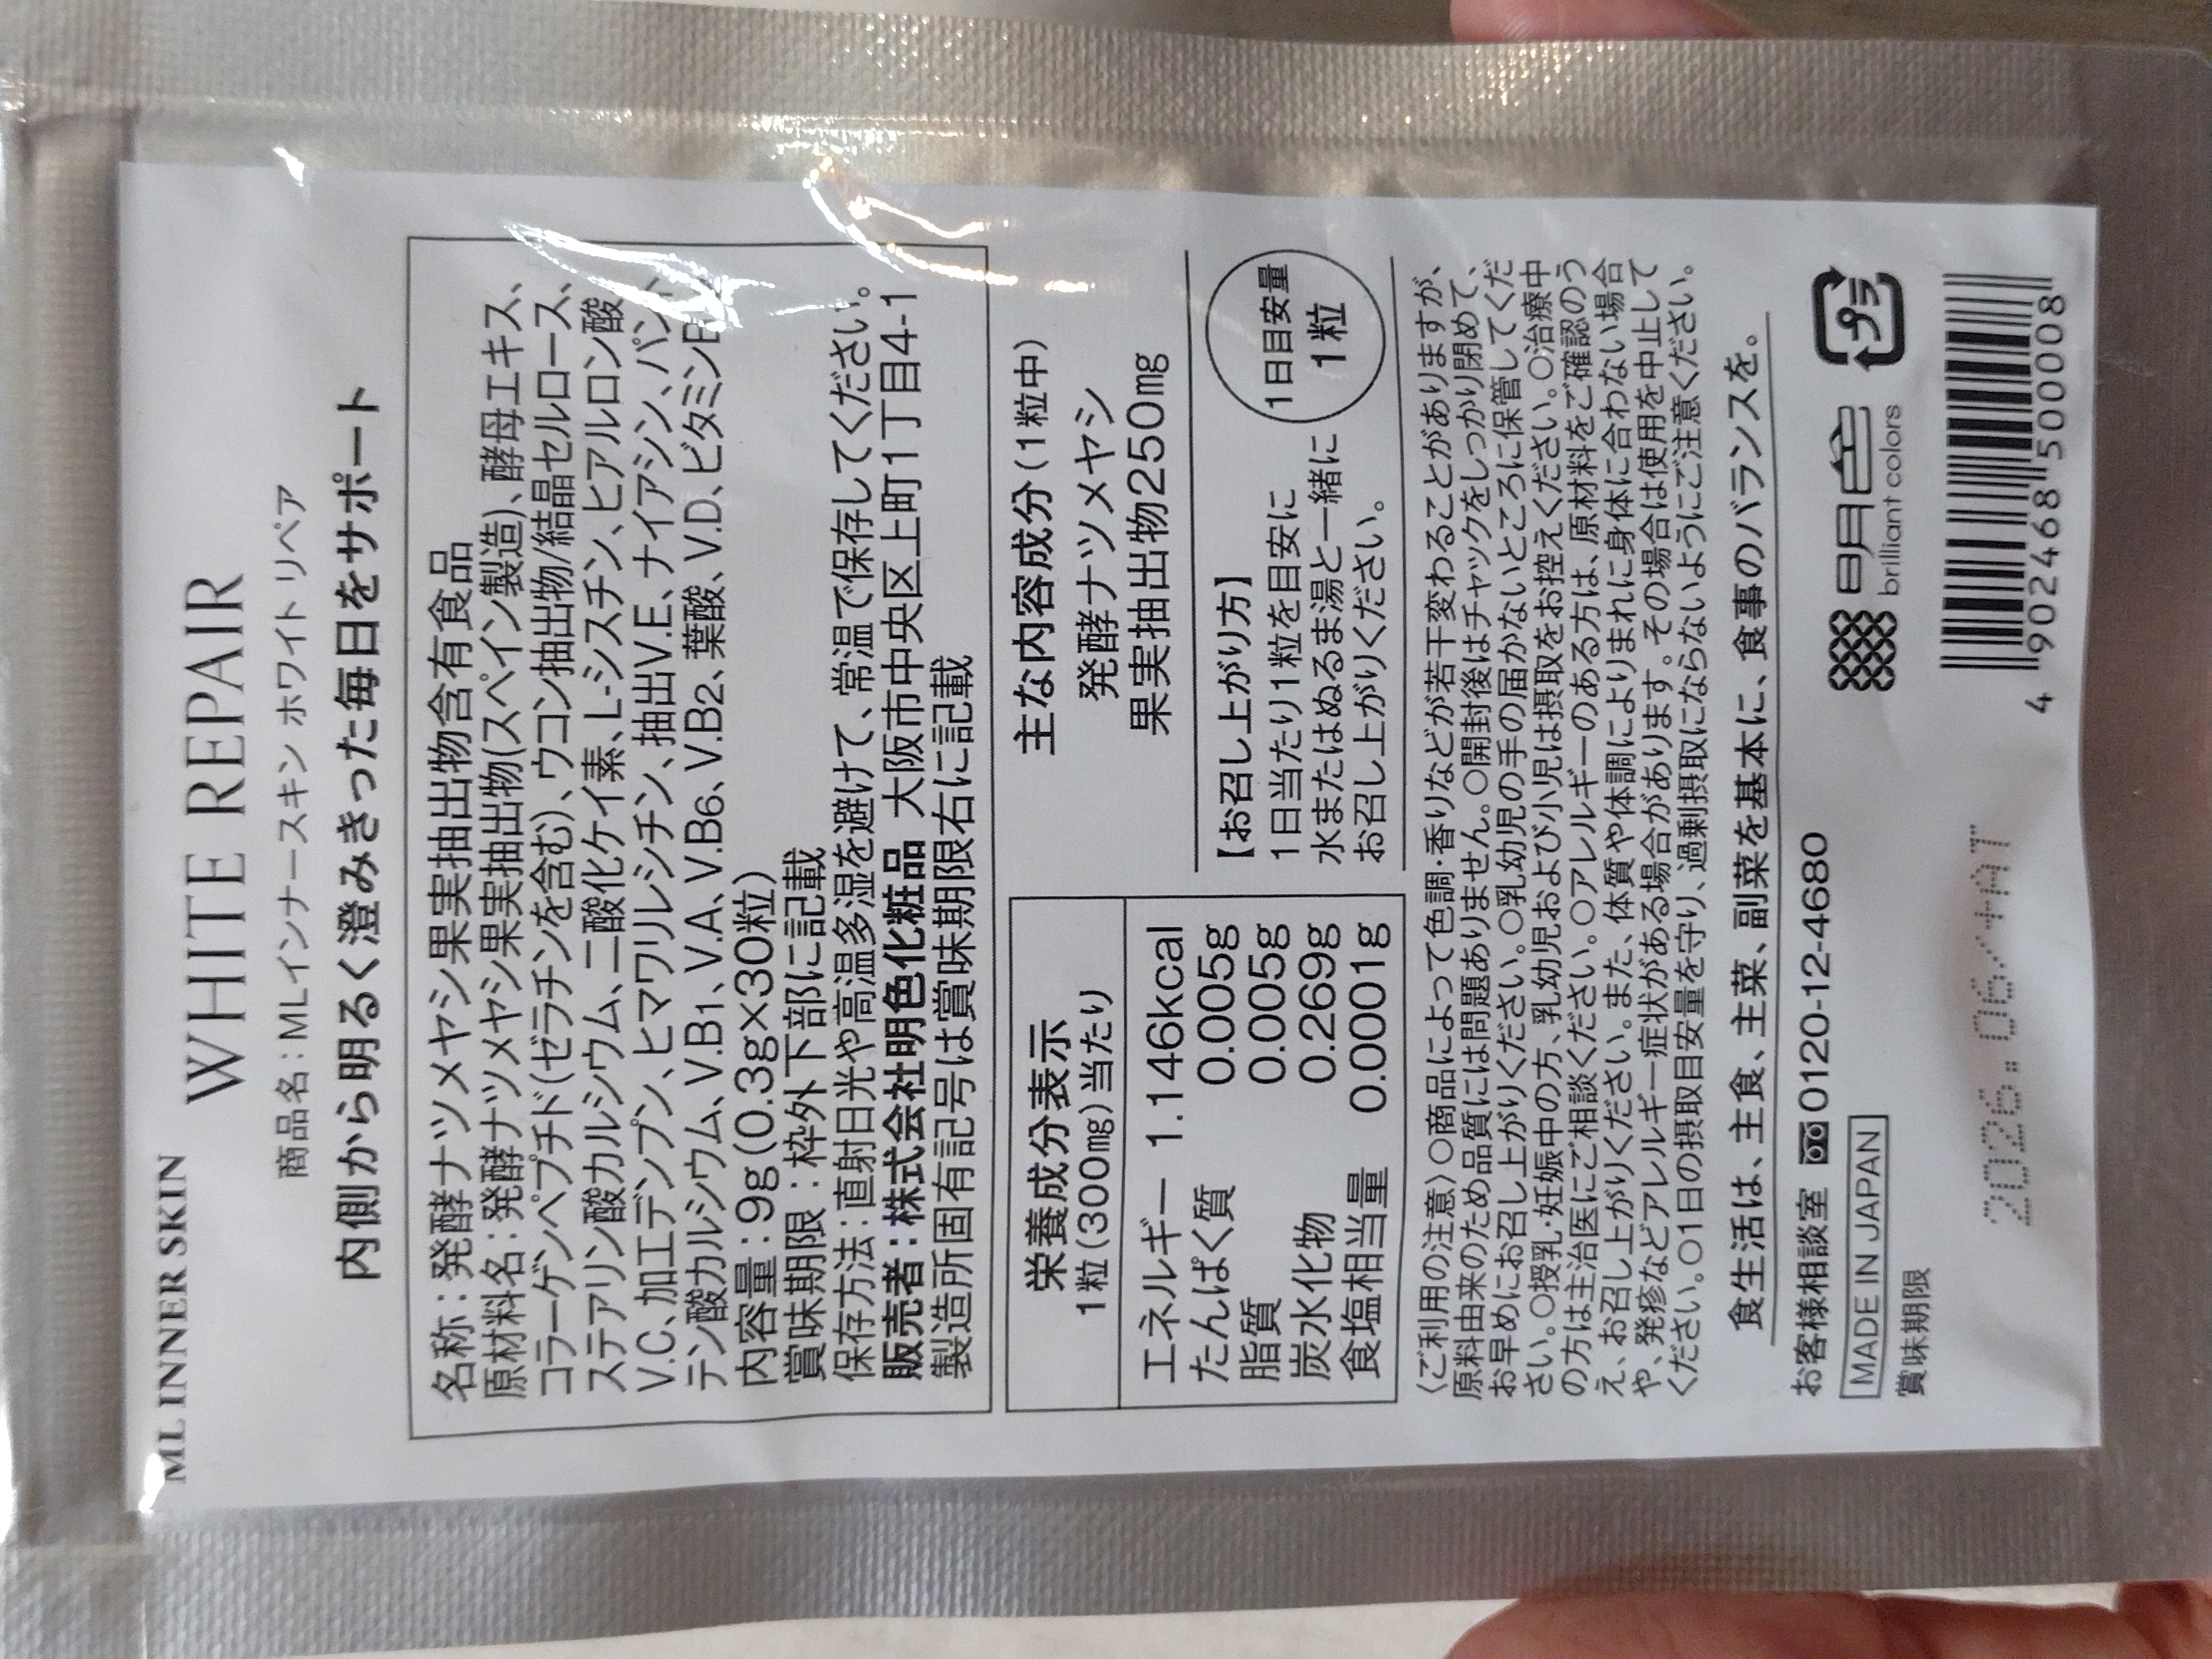 ML INNER SKIN
WHITE REPAIR
商品名：MLインナースキン ホワイト リペア
内側から明るく澄みきった毎日をサポート
名称：発酵ナツメヤシ果実抽出物含有食品
原材料名：発酵ナツメヤシ果実抽出物(スペイン製造)、酵母エキス、
コラーゲンペプチド(ゼラチンを含む)、ウコン抽出物/結晶セルロース、
ステアリン酸カルシウム、二酸化ケイ素、L-シスチン、ヒアルロン酸、
V.C、加工デンプン、ヒマワリレシチン、抽出V.E、ナイアシン、パント
テン酸カルシウム、V.B1、V.A、V.B6、V.B2、葉酸、V.D、ビタミン
内容量：9g(0.3g×30粒)
賞味期限：枠外下部に記載
保存方法：直射日光や高温多湿を避けて、常温で保存してください。
販売者：株式会社明色化粧品 大阪市中央区上町1丁目4-1
製造所固有記号は賞味期限右に記載
栄養成分表示
1粒(300mg)当たり
エネルギー 1.146kcal
たんぱく質 0.005g
脂質 0.005g
炭水化物 0.269g
食塩相当量 0.0001g
主な内容成分(1粒中)
発酵ナツメヤシ
果実抽出物250mg
【お召し上がり方】
1日当たり1粒を目安に
水またはぬるま湯と一緒に
お召し上がりください。
1日目安量
1粒
〈ご利用の注意〉○商品によって色調・香りなどが若干変わることがありますが、
原料由来のため品質には問題ありません。○開封後はチャックをしっかり閉めて、
お早めにお召し上がりください。○乳幼児の手の届かないところに保管してくだ
さい。○授乳・妊娠中の方、乳幼児および小児は摂取をお控えください。○治療中
の方は主治医にご相談ください。○アレルギーのある方は、原材料をご確認のう
え、お召し上がりください。また、体質や体調によりまれに身体に合わない場合
や、発疹などアレルギー症状がある場合があります。その場合は使用を中止して
ください。○1日の摂取目安量を守り、過剰摂取にならないようにご注意ください。
食生活は、主食、主菜、副菜を基本に、食事のバランスを。
お客様相談室 0120-12-4680
MADE IN JAPAN
明色
brilliant colors
プラ
賞味期限
2026.06/+AT
4 902468 500008